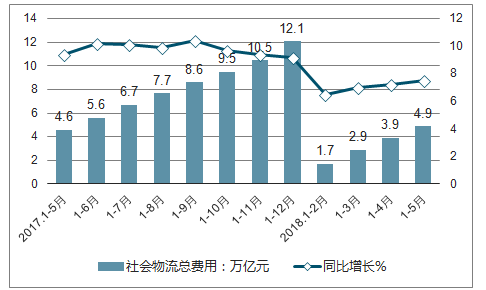 14
12
10
8
6
4
2
0
12
10
8
6
4
2
0
4.6
5.6
6.7
7.7
8.6
9.5
10.5
12.1
1.7
2.9
3.9
4.9
2017.1-5月
1-6月
1-7月
1-8月
1-9月
1-10月
1-11月
1-12月
2018.1-2月
1-3月
1-4月
1-5月
社会物流总费用：万亿元
同比增长%